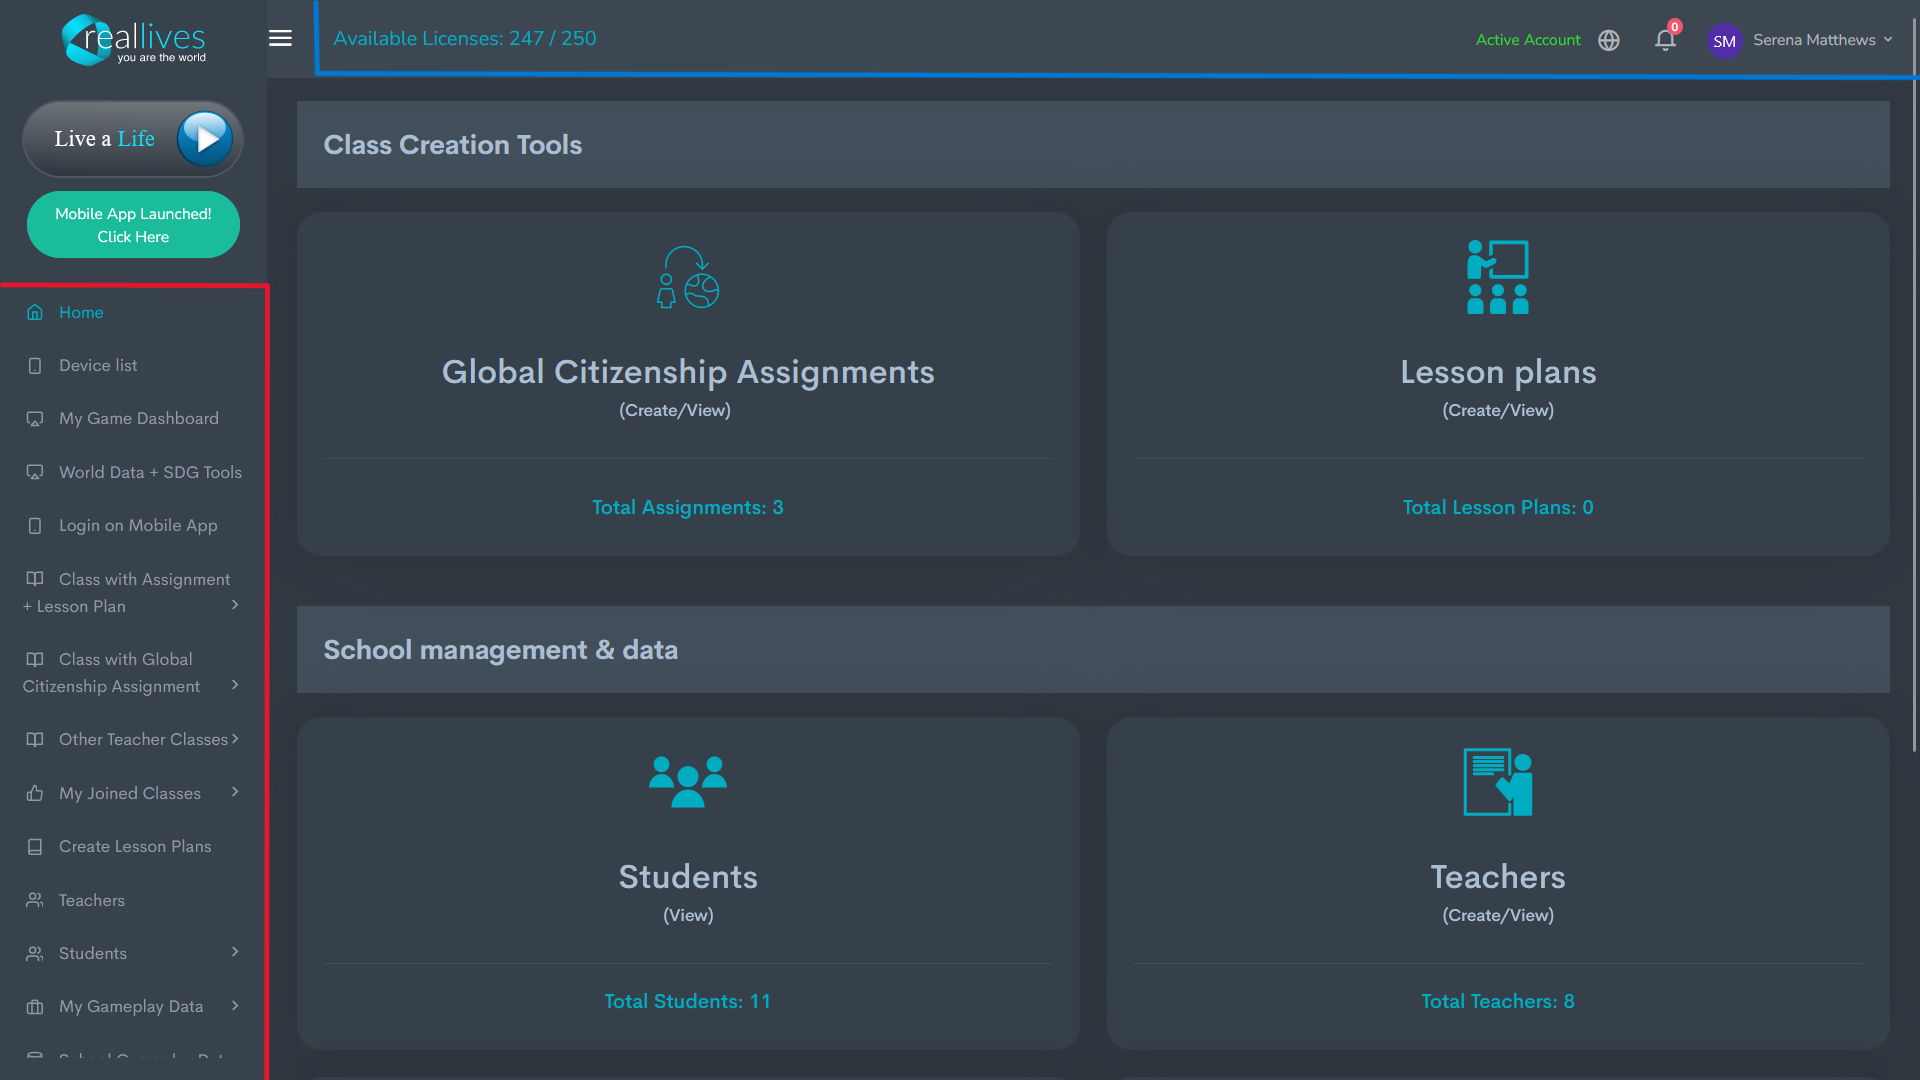 reallives
you are the world
Available Licenses: 247 / 250
Active Account
0
SM
Serena Matthews
Live a Life
Mobile App Launched!
Click Here
Home
Device list
My Game Dashboard
World Data + SDG Tools
Login on Mobile App
Class with Assignment
+ Lesson Plan
Class with Global
Citizenship Assignment
Other Teacher Classes
My Joined Classes
Create Lesson Plans
Teachers
Students
My Gameplay Data
School Gameplay Data
Class Creation Tools
Global Citizenship Assignments
(Create/View)
Total Assignments: 3
Lesson plans
(Create/View)
Total Lesson Plans: 0
School management & data
Students
(View)
Total Students: 11
Teachers
(Create/View)
Total Teachers: 8